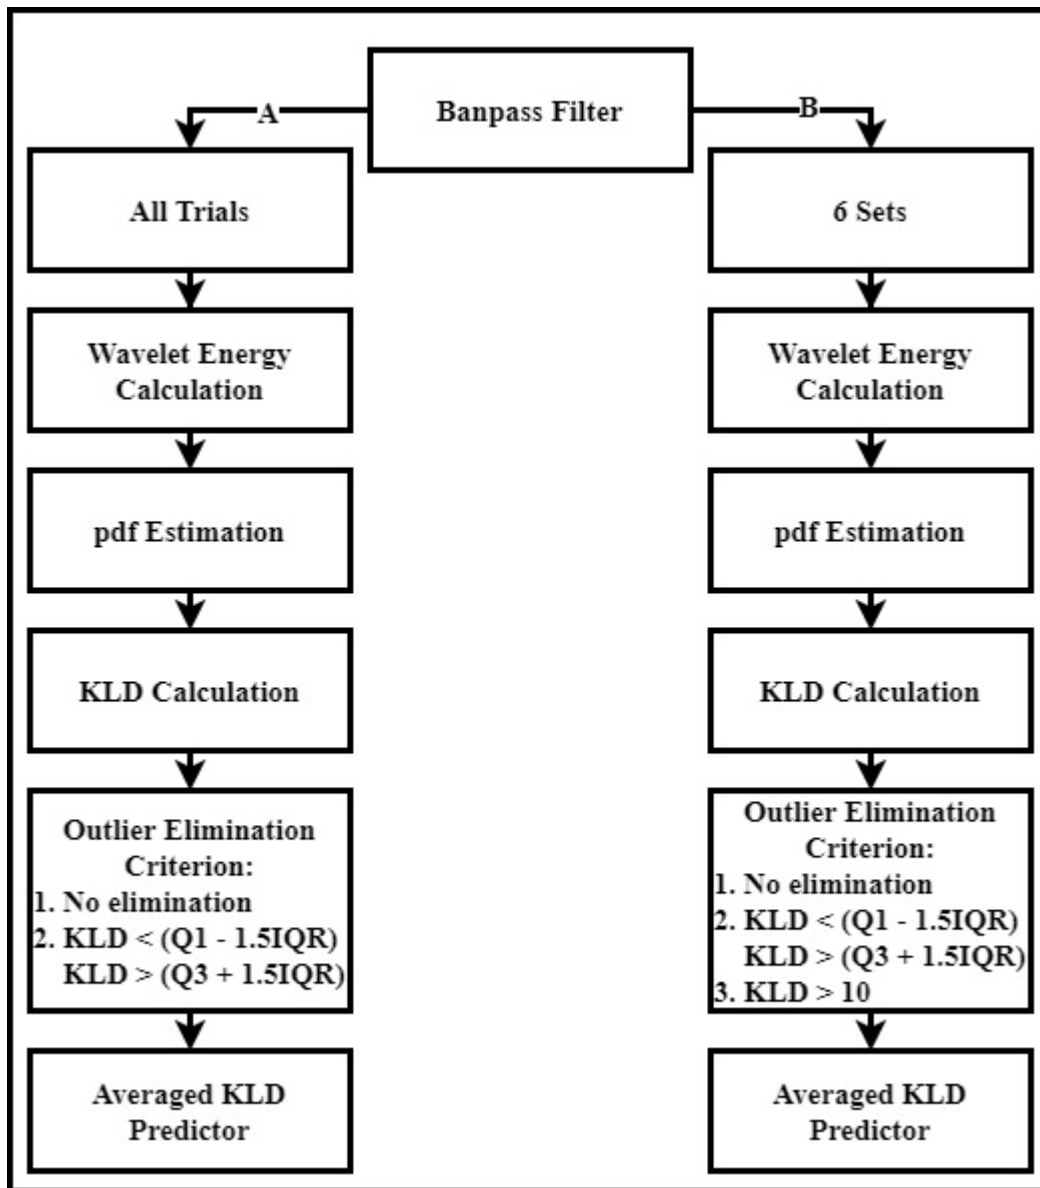 Banpass Filter
A
B
All Trials
Wavelet Energy
Calculation
pdf Estimation
KLD Calculation
Outlier Elimination
Criterion:
1. No elimination
2. KLD < (Q1 - 1.5IQR)
KLD > (Q3 + 1.5IQR)
Averaged KLD
Predictor
6 Sets
Wavelet Energy
Calculation
pdf Estimation
KLD Calculation
Outlier Elimination
Criterion:
1. No elimination
2. KLD < (Q1 - 1.5IQR)
KLD > (Q3 + 1.5IQR)
3. KLD > 10
Averaged KLD
Predictor